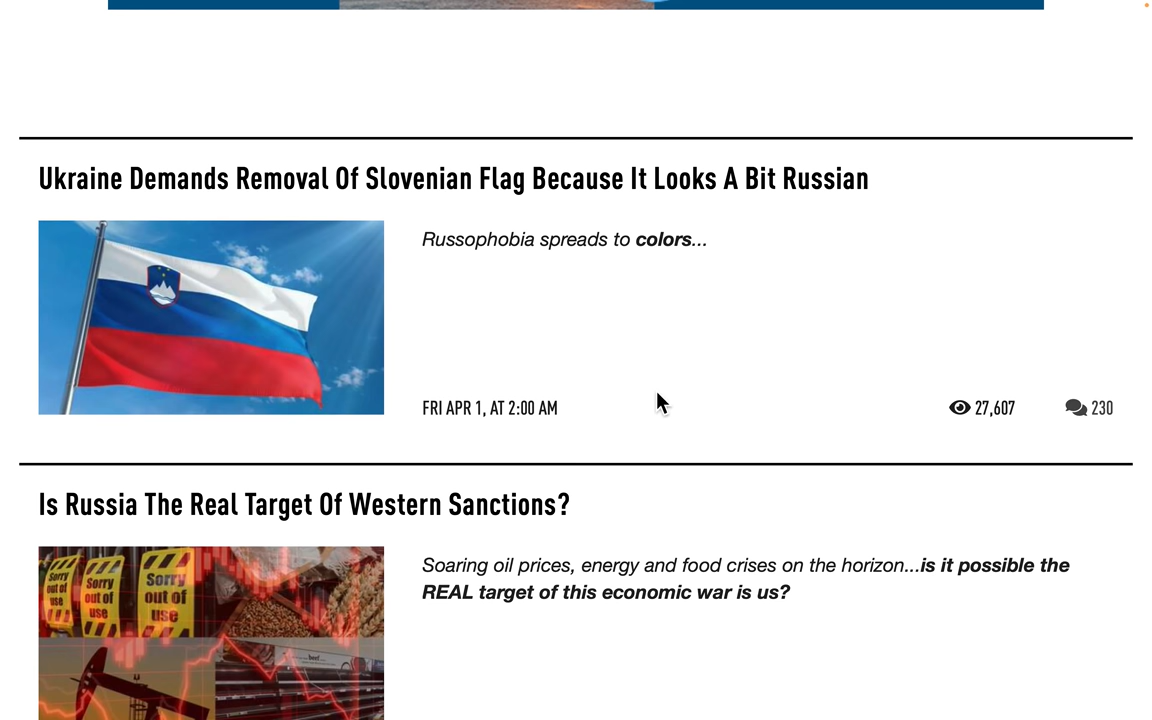 Ukraine Demands Removal Of Slovenian Flag Because It Looks A Bit Russian
Russophobia spreads to colors...
FRI APR 1, AT 2:00 AM
27,607
230
Is Russia The Real Target Of Western Sanctions?
Soaring oil prices, energy and food crises on the horizon...is it possible the
REAL target of this economic war is us?
Sorry
out of
use
Sorry
out of
use
Sorry
out of
use